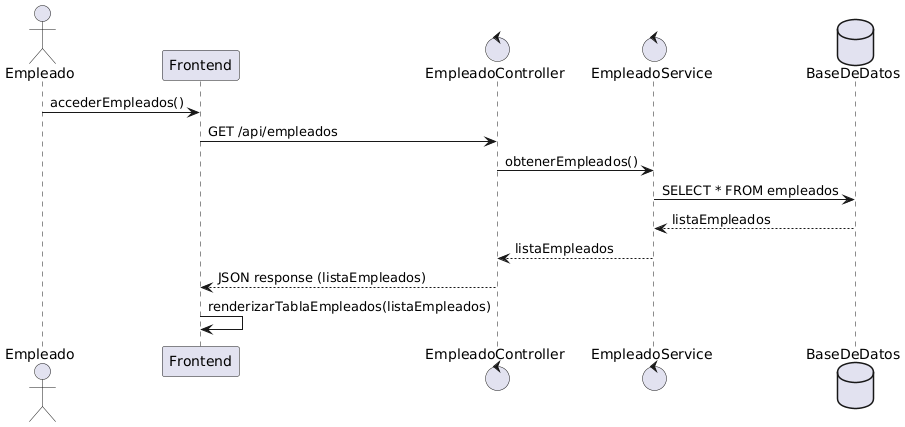 Empleado
Frontend
EmpleadoController
EmpleadoService
BaseDeDatos
accederEmpleados()
GET /api/empleados
obtenerEmpleados()
SELECT * FROM empleados
listaEmpleados
listaEmpleados
JSON response (listaEmpleados)
renderizarTablaEmpleados(listaEmpleados)
Empleado
Frontend
EmpleadoController
EmpleadoService
BaseDeDatos